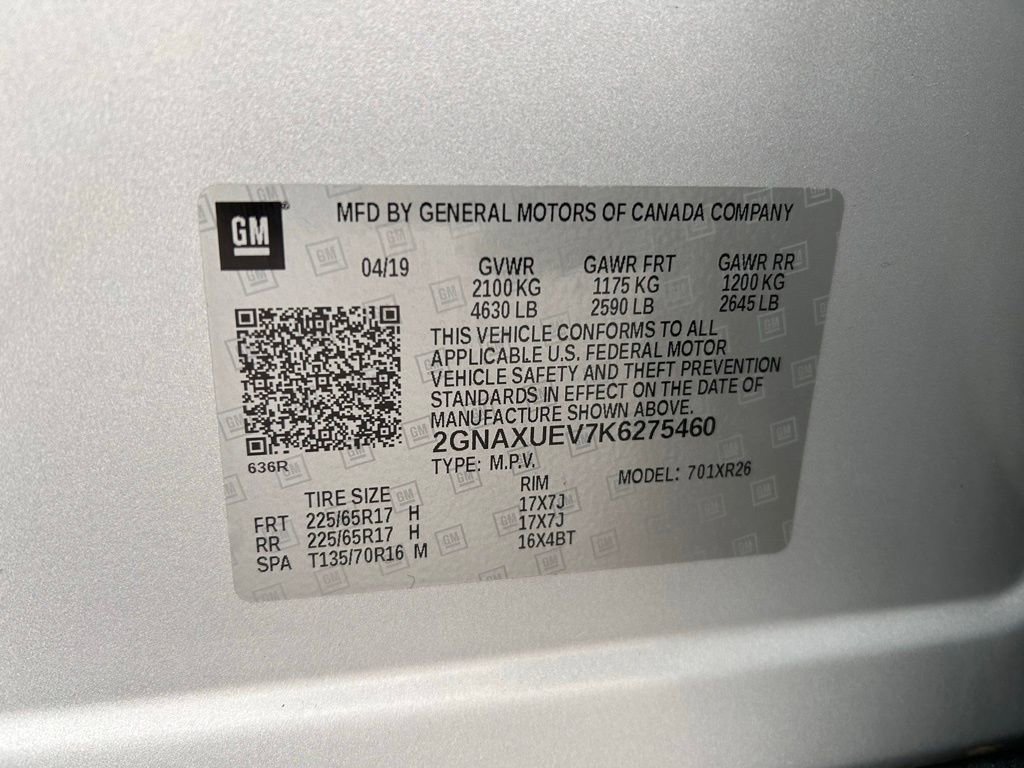 GM
MFD BY GENERAL MOTORS OF CANADA COMPANY
04/19 GVWR GAWR FRT GAWR RR
2100 KG 1175 KG 1200 KG
4630 LB 2590 LB 2645 LB
THIS VEHICLE CONFORMS TO ALL
APPLICABLE U.S. FEDERAL MOTOR
VEHICLE SAFETY AND THEFT PREVENTION
STANDARDS IN EFFECT ON THE DATE OF
MANUFACTURE SHOWN ABOVE.
2GNAXUEV7K6275460
636R
TYPE: M.P.V. MODEL: 701XR26
TIRE SIZE RIM
FRT 225/65R17 H 17X7J
RR 225/65R17 H 17X7J
SPA T135/70R16 M 16X4BT